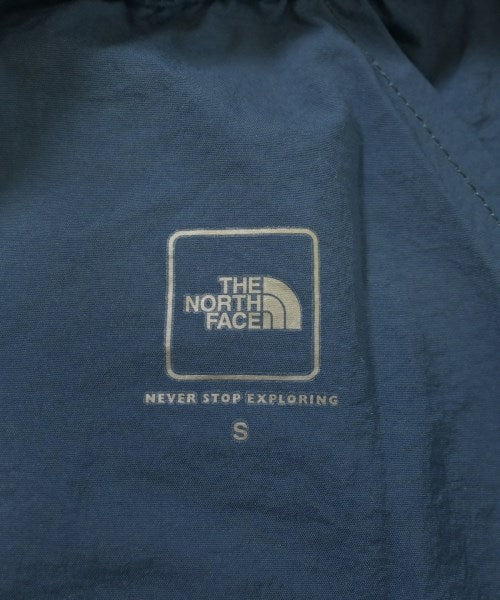 THE
NORTH
FACE
NEVER STOP EXPLORING
S